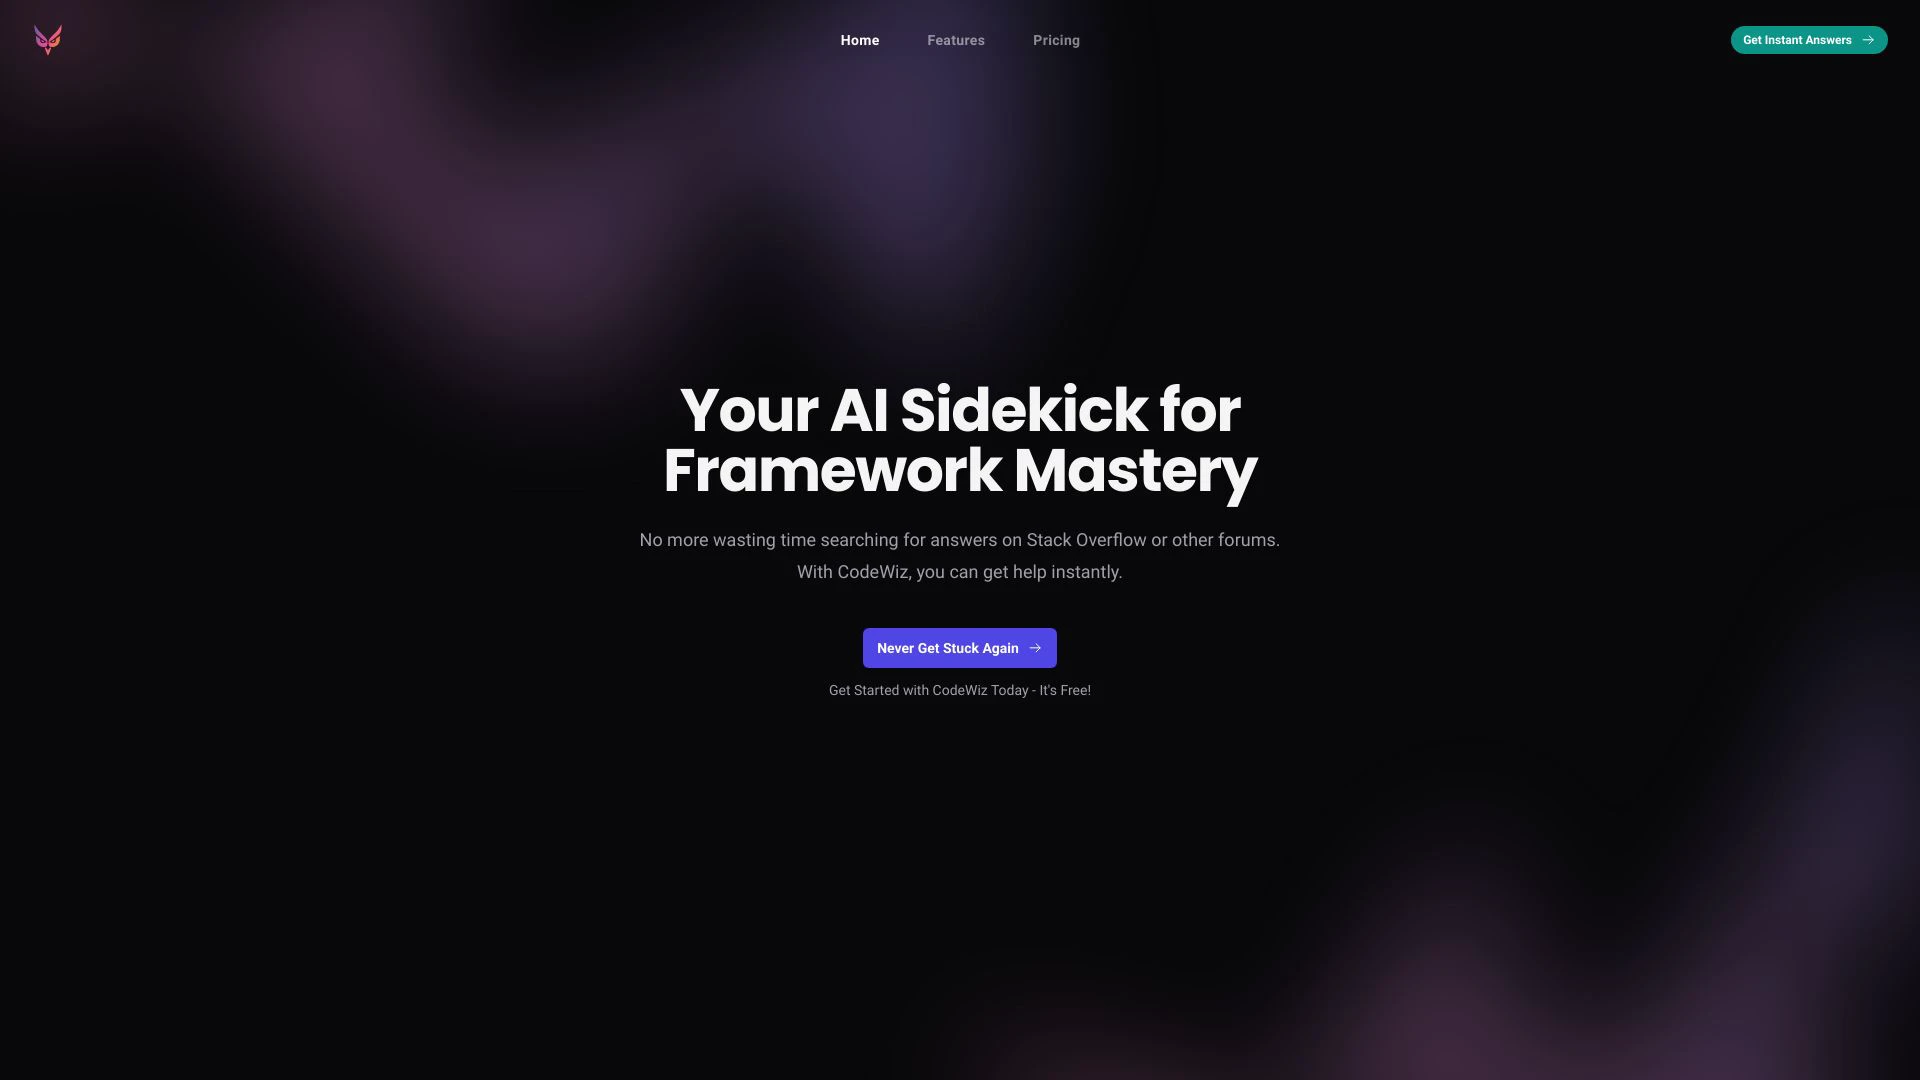 Home
Features
Pricing
Get Instant Answers
Your AI Sidekick for
Framework Mastery
No more wasting time searching for answers on Stack Overflow or other forums.
With CodeWiz, you can get help instantly.
Never Get Stuck Again
Get Started with CodeWiz Today - It's Free!